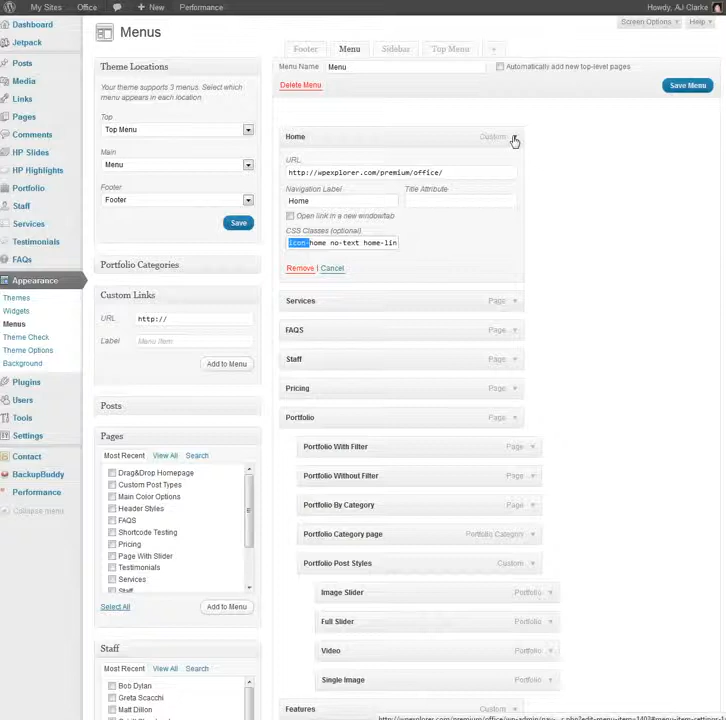 My Sites Office + New Performance Howdy, AJ Clarke
Screen Options Help
Dashboard
Jetpack
Posts
Media
Links
Pages
Comments
HP Slides
HP Highlights
Portfolio
Staff
Services
Testimonials
FAQs
Appearance
Themes
Widgets
Menus
Theme Check
Theme Options
Background
Plugins
Users
Tools
Settings
Contact
BackupBuddy
Performance
Collapse menu
Menus
Theme Locations
Your theme supports 3 menus. Select which
menu appears in each location.
Top
Top Menu
Main
Menu
Footer
Footer
Save
Portfolio Categories
Custom Links
URL http://
Label Menu Item
Add to Menu
Posts
Pages
Most Recent View All Search
Drag&Drop Homepage
Custom Post Types
Main Color Options
Header Styles
FAQS
Shortcode Testing
Pricing
Page With Slider
Testimonials
Services
Staff
Select All Add to Menu
Staff
Most Recent View All Search
Bob Dylan
Greta Scacchi
Matt Dillon
Footer Menu Sidebar Top Menu +
Menu Name Menu Automatically add new top-level pages
Delete Menu Save Menu
Home Custom
URL
http://wpexplorer.com/premium/office/
Navigation Label Title Attribute
Home
Open link in a new window/tab
CSS Classes (optional)
icon-home no-text home-lin
Remove | Cancel
Services Page
FAQS Page
Staff Page
Pricing Page
Portfolio Page
Portfolio With Filter Page
Portfolio Without Filter Page
Portfolio By Category Page
Portfolio Category page Portfolio Category
Portfolio Post Styles Custom
Image Slider Portfolio
Full Slider Portfolio
Video Portfolio
Single Image Portfolio
Features Custom